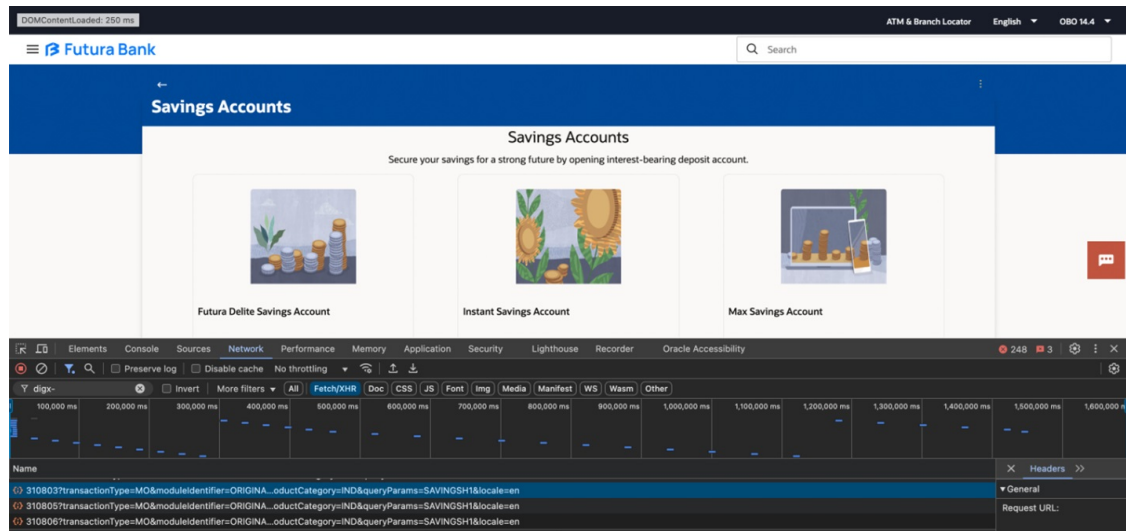 DOMContentLoaded: 250 ms
ATM & Branch Locator English OBO 14.4
Futura Bank
Search
Savings Accounts
Savings Accounts
Secure your savings for a strong future by opening interest-bearing deposit account.
Futura Delite Savings Account Instant Savings Account Max Savings Account
Elements Console Sources Network Performance Memory Application Security Lighthouse Recorder Oracle Accessibility 248 3
Preserve log Disable cache No throttling
digx- Invert More filters All Fetch/XHR Doc CSS JS Font Img Media Manifest WS Wasm Other
100,000 ms 200,000 ms 300,000 ms 400,000 ms 500,000 ms 600,000 ms 700,000 ms 800,000 ms 900,000 ms 1,000,000 ms 1,100,000 ms 1,200,000 ms 1,300,000 ms 1,400,000 ms 1,500,000 ms 1,600,000
Name Headers
310803?transactionType=MO&moduleIdentifier=ORIGINA...oductCategory=IND&queryParams=SAVINGSH1&locale=en General
310805?transactionType=MO&moduleIdentifier=ORIGINA...oductCategory=IND&queryParams=SAVINGSH1&locale=en Request URL:
310806?transactionType=MO&moduleIdentifier=ORIGINA...oductCategory=IND&queryParams=SAVINGSH1&locale=en